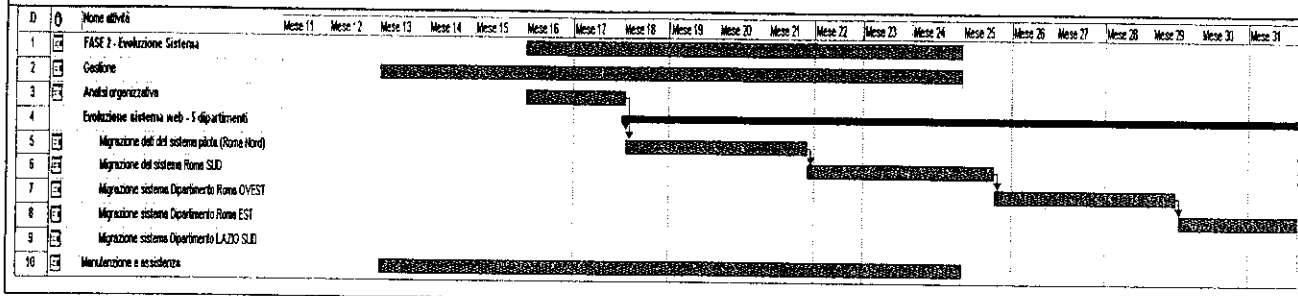 ID Nome attività Mese 11 Mese 12 Mese 13 Mese 14 Mese 15 Mese 16 Mese 17 Mese 18 Mese 19 Mese 20 Mese 21 Mese 22 Mese 23 Mese 24 Mese 25 Mese 26 Mese 27 Mese 28 Mese 29 Mese 30 Mese 31
1 FASE 2 - Evoluzione Sistema
2 Gestione
3 Analisi organizzativa
4 Evoluzione sistema web - 5 dipartimenti
5 Migrazione dati del sistema pilota (Roma Nord)
6 Migrazione del sistema Roma SUD
7 Migrazione sistema Dipartimento Roma OVEST
8 Migrazione sistema Dipartimento Roma EST
9 Migrazione sistema Dipartimento LAZIO SUD
10 Manutenzione e assistenza